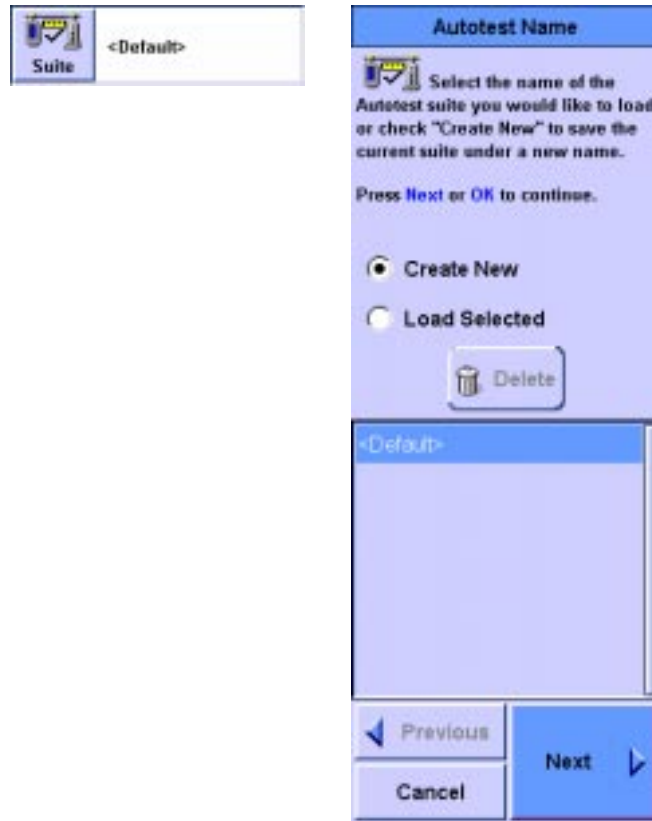 Suite
<Default>
Autotest Name
Select the name of the
Autotest suite you would like to load
or check "Create New" to save the
current suite under a new name.
Press Next or OK to continue.
Create New
Load Selected
Delete
<Default>
Previous
Next
Cancel